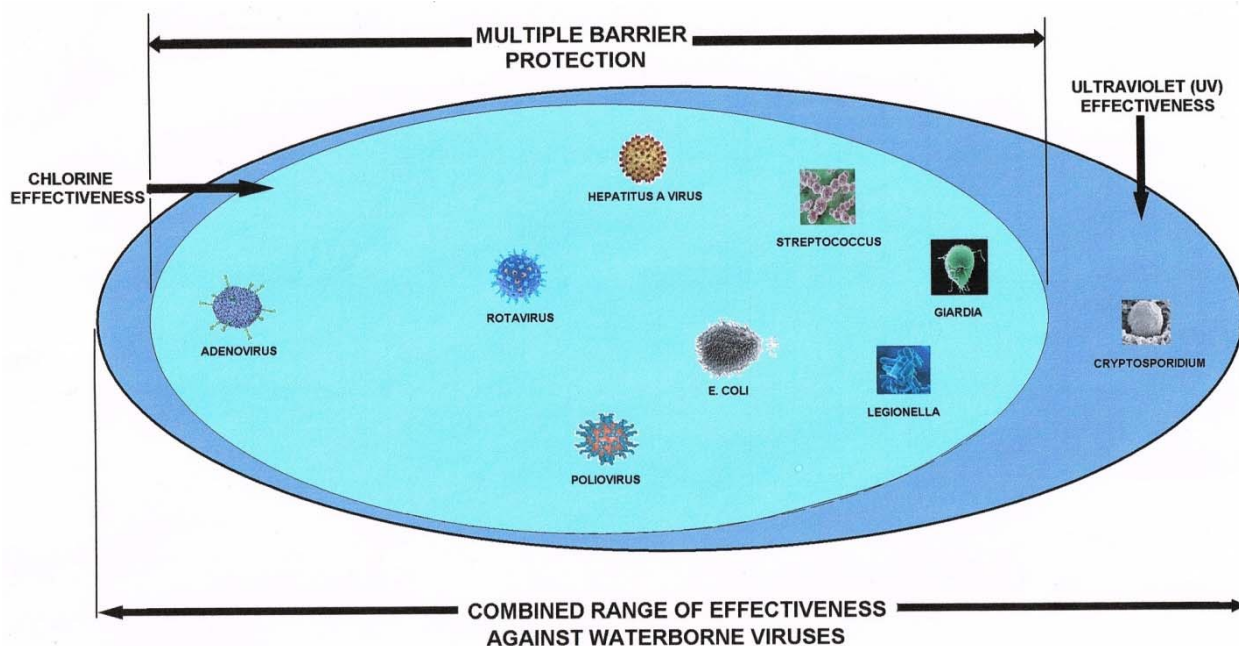 MULTIPLE BARRIER
PROTECTION
ULTRAVIOLET (UV)
EFFECTIVENESS
CHLORINE
EFFECTIVENESS
HEPATITUS A VIRUS
STREPTOCOCCUS
ROTAVIRUS
GIARDIA
ADENOVIRUS
CRYPTOSPORIDIUM
E. COLI
LEGIONELLA
POLIOVIRUS
COMBINED RANGE OF EFFECTIVENESS
AGAINST WATERBORNE VIRUSES